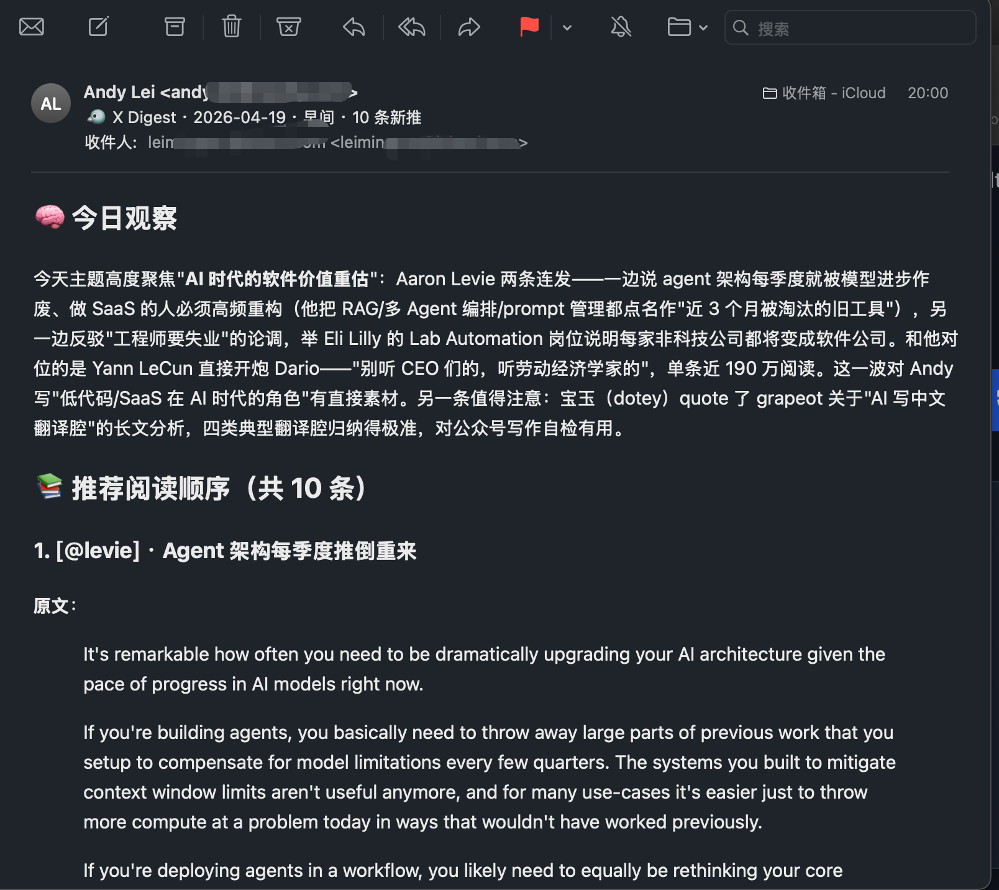 搜索
Andy Lei <andy
>
收件箱 - iCloud 20:00
AL
X Digest · 2026-04-19 · 早间 · 10 条新推
收件人: leim <leimin >
🧠 今日观察
今天主题高度聚焦"AI 时代的软件价值重估"：Aaron Levie 两条连发——一边说 agent 架构每季度就被模型进步作
废、做 SaaS 的人必须高频重构（他把 RAG/多 Agent 编排/prompt 管理都点名作"近 3 个月被淘汰的旧工具"），另
一边反驳"工程师要失业"的论调，举 Eli Lilly 的 Lab Automation 岗位说明每家非科技公司都将变成软件公司。和他对
位的是 Yann LeCun 直接开炮 Dario——"别听 CEO 们的，听劳动经济学家的"，单条近 190 万阅读。这一波对 Andy
写"低代码/SaaS 在 AI 时代的角色"有直接素材。另一条值得注意：宝玉（dotey）quote 了 grapeot 关于"AI 写中文
翻译腔"的长文分析，四类典型翻译腔归纳得极准，对公众号写作自检有用。
📚 推荐阅读顺序（共 10 条）
1. [@levie] · Agent 架构每季度推倒重来
原文：
It's remarkable how often you need to be dramatically upgrading your AI architecture given the
pace of progress in AI models right now.
If you're building agents, you basically need to throw away large parts of previous work that you
setup to compensate for model limitations every few quarters. The systems you built to mitigate
context window limits aren't useful anymore, and for many use-cases it's easier just to throw
more compute at a problem today in ways that wouldn't have worked previously.
If you're deploying agents in a workflow, you likely need to equally be rethinking your core